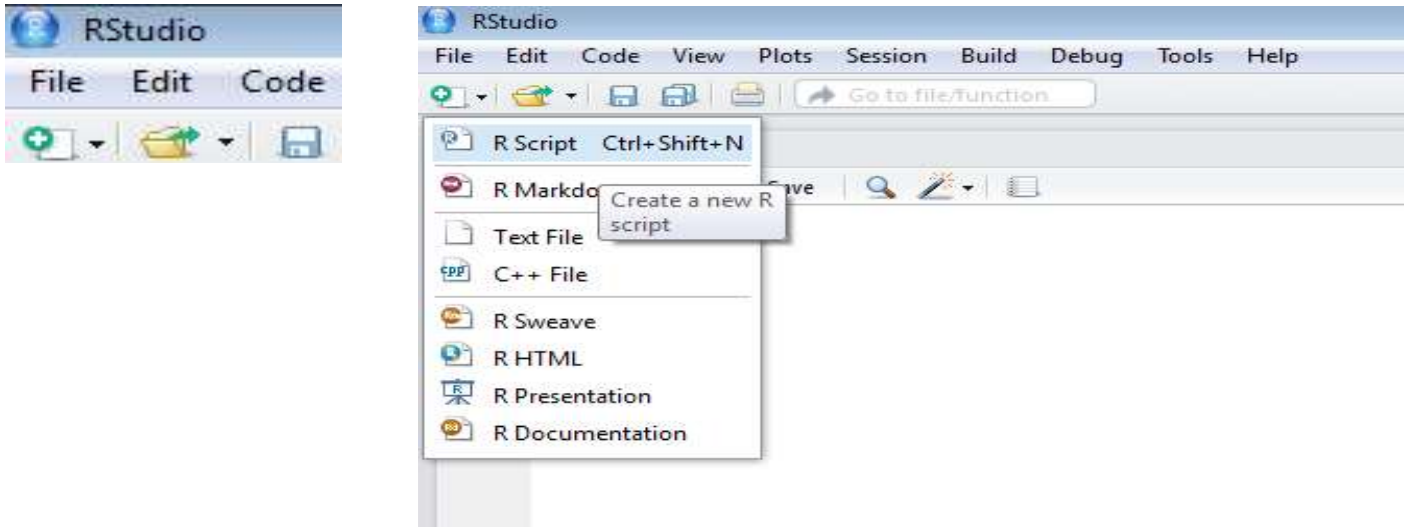 RStudio
File Edit Code
RStudio
File Edit Code View Plots Session Build Debug Tools Help
Go to file/function
R Script Ctrl+Shift+N
R Markdo
Save
Create a new R
script
Text File
C++ File
R Sweave
R HTML
R Presentation
R Documentation